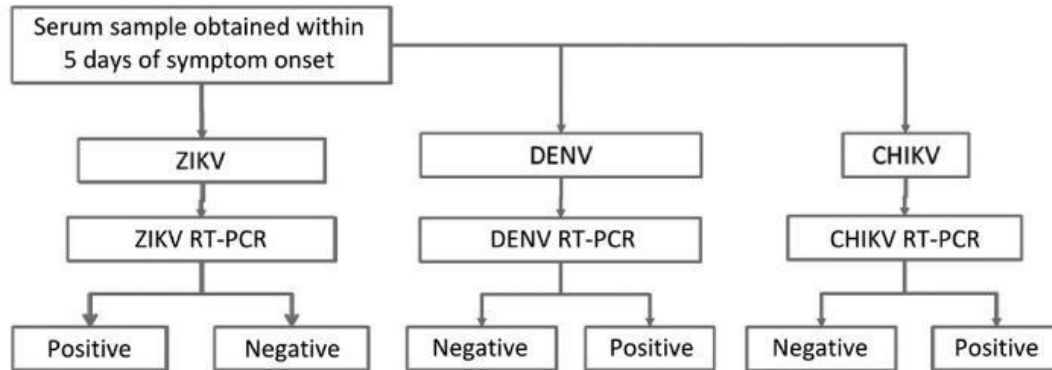 Serum sample obtained within
5 days of symptom onset
ZIKV
DENV
CHIKV
ZIKV RT-PCR
DENV RT-PCR
CHIKV RT-PCR
Positive
Negative
Negative
Positive
Negative
Positive